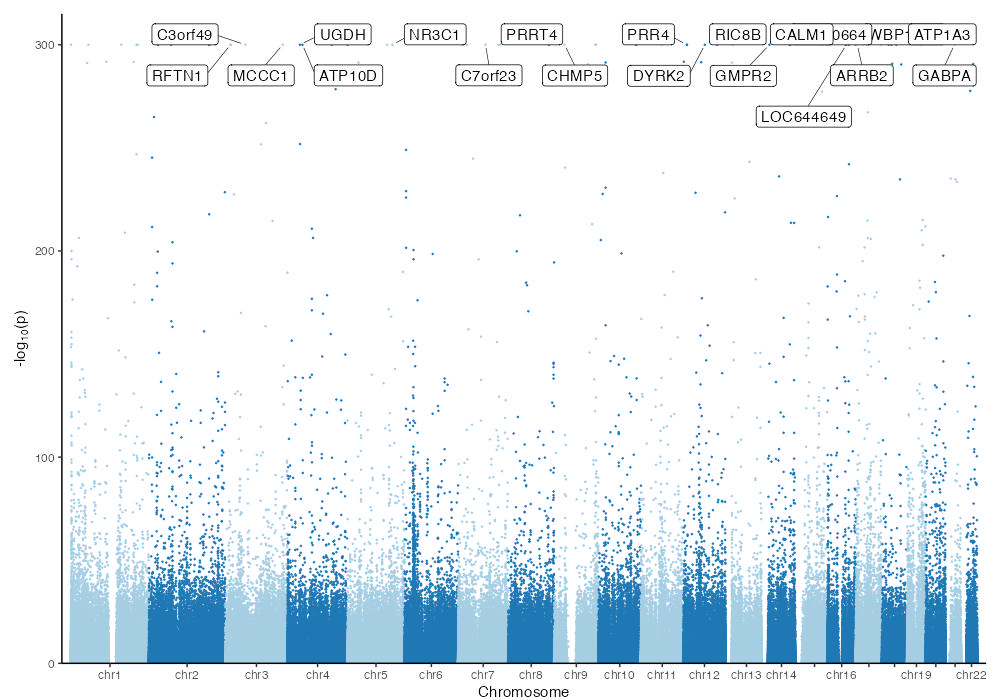 C3orf49 UGDH NR3C1 PRRT4 PRR4 RIC8B CALM1 0664 WBP1 ATP1A3
300
RFTN1 MCCC1 ATP10D C7orf23 CHMP5 DYRK2 GMPR2 ARRB2 GABPA
LOC644649
200
-log10(p)
100
0
chr1 chr2 chr3 chr4 chr5 chr6 chr7 chr8 chr9 chr10 chr11 chr12 chr13 chr14 chr16 chr19 chr22
Chromosome